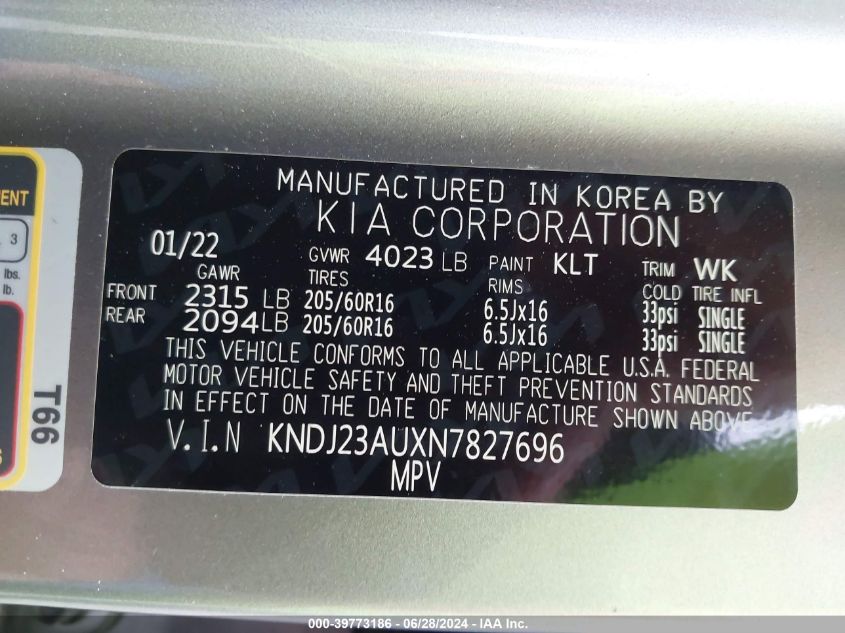 MANUFACTURED IN KOREA BY
KIA CORPORATION
01/22 GVWR 4023 LB PAINT KLT TRIM WK
GAWR TIRES RIMS COLD TIRE INFL
FRONT 2315 LB 205/60R16 6.5Jx16 33psi SINGLE
REAR 2094 LB 205/60R16 6.5Jx16 33psi SINGLE
THIS VEHICLE CONFORMS TO ALL APPLICABLE U.S.A. FEDERAL
MOTOR VEHICLE SAFETY AND THEFT PREVENTION STANDARDS
IN EFFECT ON THE DATE OF MANUFACTURE SHOWN ABOVE
V.I.N KNDJ23AUXN7827696
MPV
3
lbs.
lb.
T66
000-39773186 - 06/28/2024 - IAA Inc.